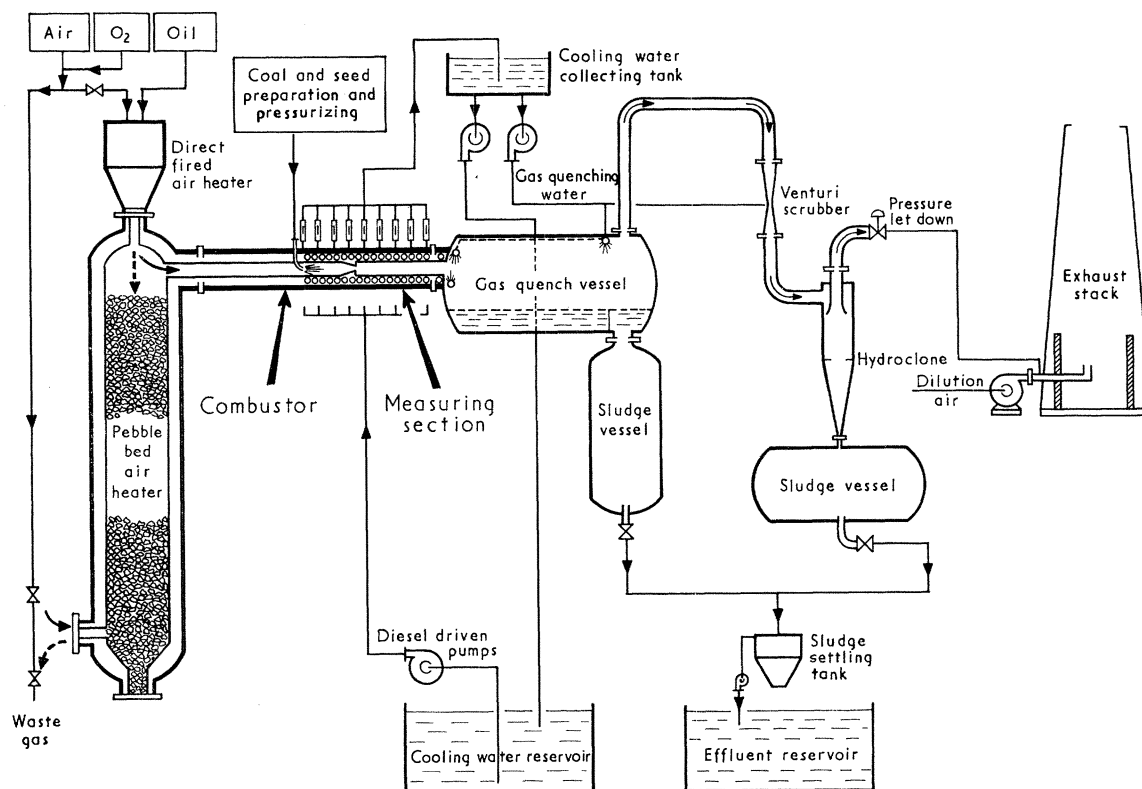 Air
O2
Oil
Coal and seed
preparation and
pressurizing
Cooling water
collecting tank
Direct
fired
air heater
Gas quenching
water
Venturi
scrubber
Pressure
let down
Gas quench vessel
Exhaust
stack
Combustor
Measuring
section
Hydroclone
Dilution
air
Sludge
vessel
Pebble
bed
air
heater
Sludge vessel
Diesel driven
pumps
Sludge
settling
tank
Waste
gas
Cooling water reservoir
Effluent reservoir